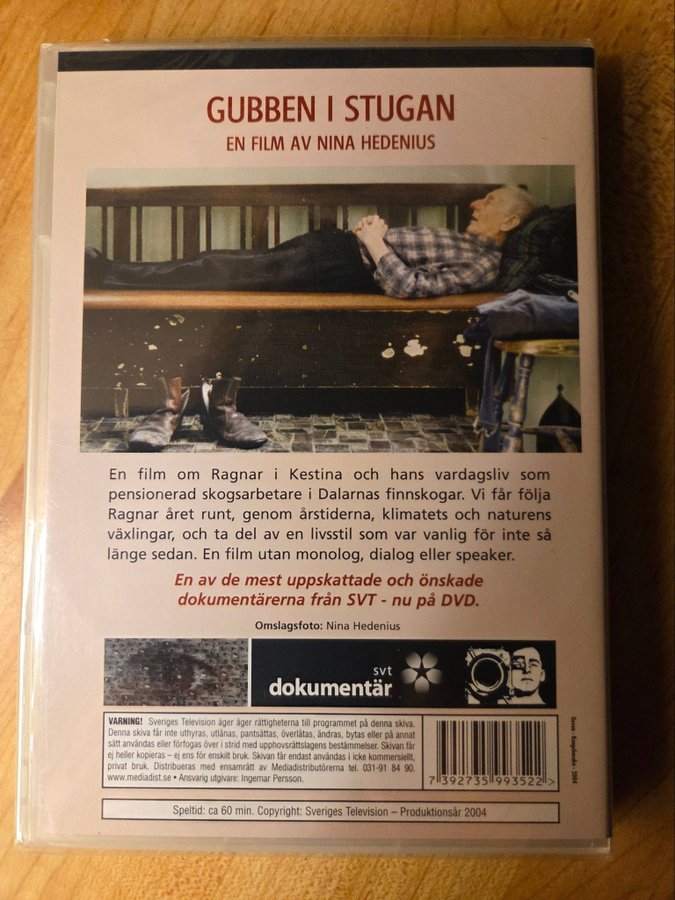 GUBBEN I STUGAN
EN FILM AV NINA HEDENIUS
En film om Ragnar i Kestina och hans vardagsliv som
pensionerad skogsarbetare i Dalarnas finnskogar. Vi får följa
Ragnar året runt, genom årstiderna, klimatets och naturens
växlingar, och ta del av en livsstil som var vanlig för inte så
länge sedan. En film utan monolog, dialog eller speaker.
En av de mest uppskattade och önskade
dokumentärerna från SVT - nu på DVD.
Omslagsfoto: Nina Hedenius
svt
dokumentär
VARNING! Sveriges Television äger äger rättigheterna till programmet på denna skiva.
Denna skiva får inte uthyras, utlånas, pantsättas, överlåtas, ändras, bytas eller på annat
sätt användas eller förfogas över i strid med upphovsrättslagens bestämmelser. Skivan får
ej heller kopieras – ej ens för enskilt bruk. Skivan får endast användas i icke kommersiellt,
privat bruk. Distribueras med ensamrätt av Mediadistributörerna tel. 031-91 84 90.
www.mediadist.se • Ansvarig utgivare: Ingemar Persson.
7 392735 993522 >
Speltid: ca 60 min. Copyright: Sveriges Television – Produktionsår 2004